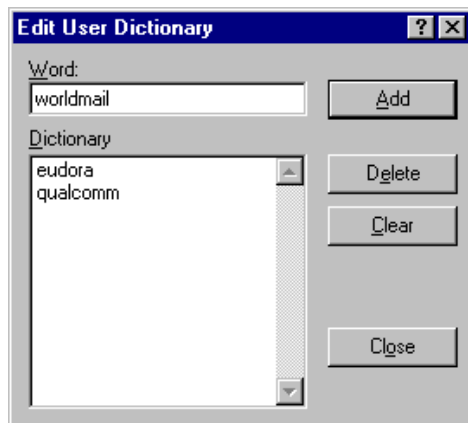 Edit User Dictionary
Word:
worldmail
Add
Dictionary
eudora
qualcomm
Delete
Clear
Close